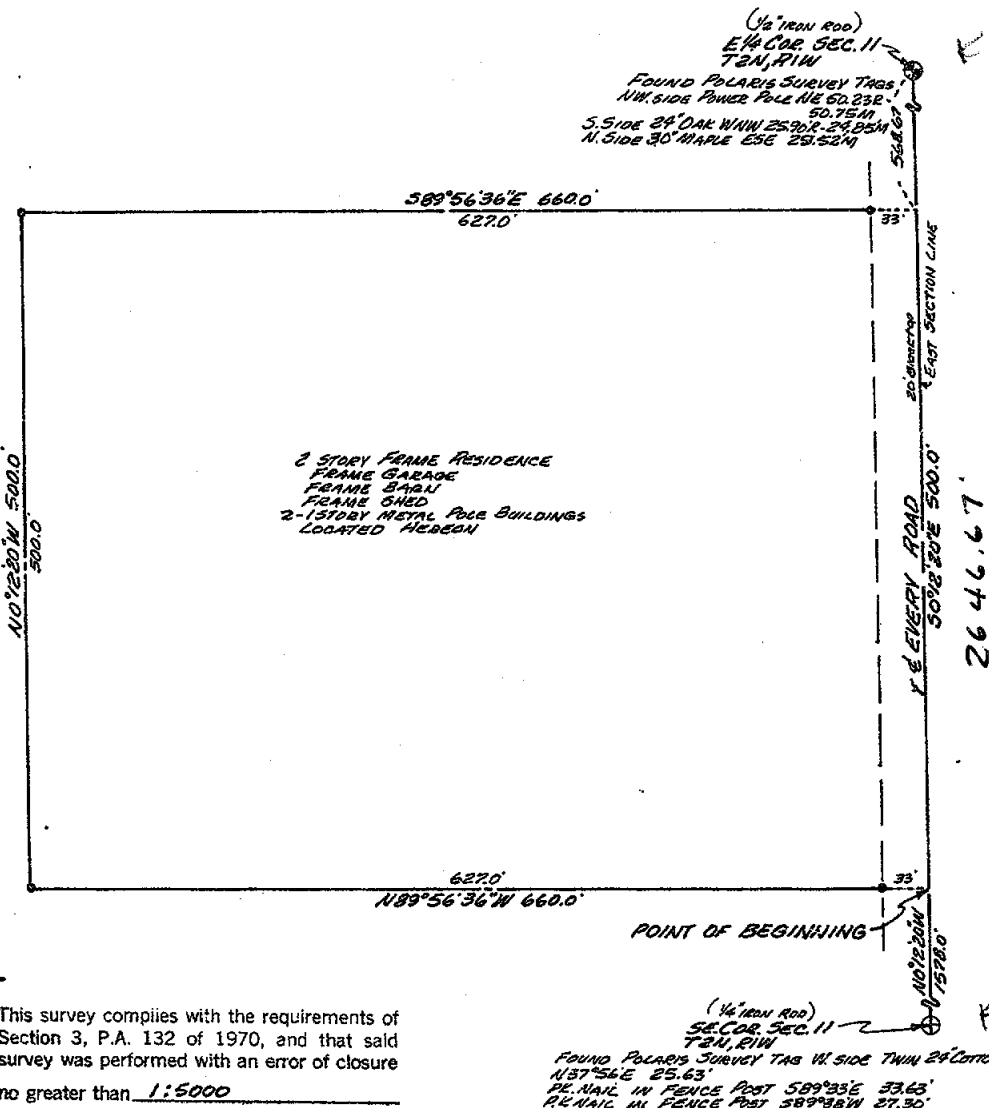 (1/2" IRON ROD)
E 1/4 COR. SEC. 11
T2N, R1W
FOUND POLARIS SURVEY TAGS
NW. SIDE POWER POLE NE 50.23R-
50.75M
S. SIDE 24" OAK WNW 25.90R-24.85M
N. SIDE 30" MAPLE ESE 29.52M
568.67
S89°56'36"E 660.0'
627.0'
33'
20' BLACKTOP
EAST SECTION LINE
2 STORY FRAME RESIDENCE
FRAME GARAGE
FRAME BARN
FRAME SHED
2-1 STORY METAL POLE BUILDINGS
LOCATED HEREON
N0°12'20"W 500.0'
500.0'
℄ EVERY ROAD
S0°12'20"E 500.0'
2646.67'
627.0'
33'
N89°56'36"W 660.0'
POINT OF BEGINNING
N0°12'20"W
1578.0'
This survey complies with the requirements of
Section 3, P.A. 132 of 1970, and that said
survey was performed with an error of closure
no greater than 1:5000
(1/4" IRON ROD)
SE. COR. SEC. 11
T2N, R1W
FOUND POLARIS SURVEY TAG W. SIDE TWIN 24" COTTO
N37°56'E 25.63'
P.K. NAIL IN FENCE POST S89°33'E 33.63'
P.K. NAIL IN FENCE POST S89°38'W 27.30'